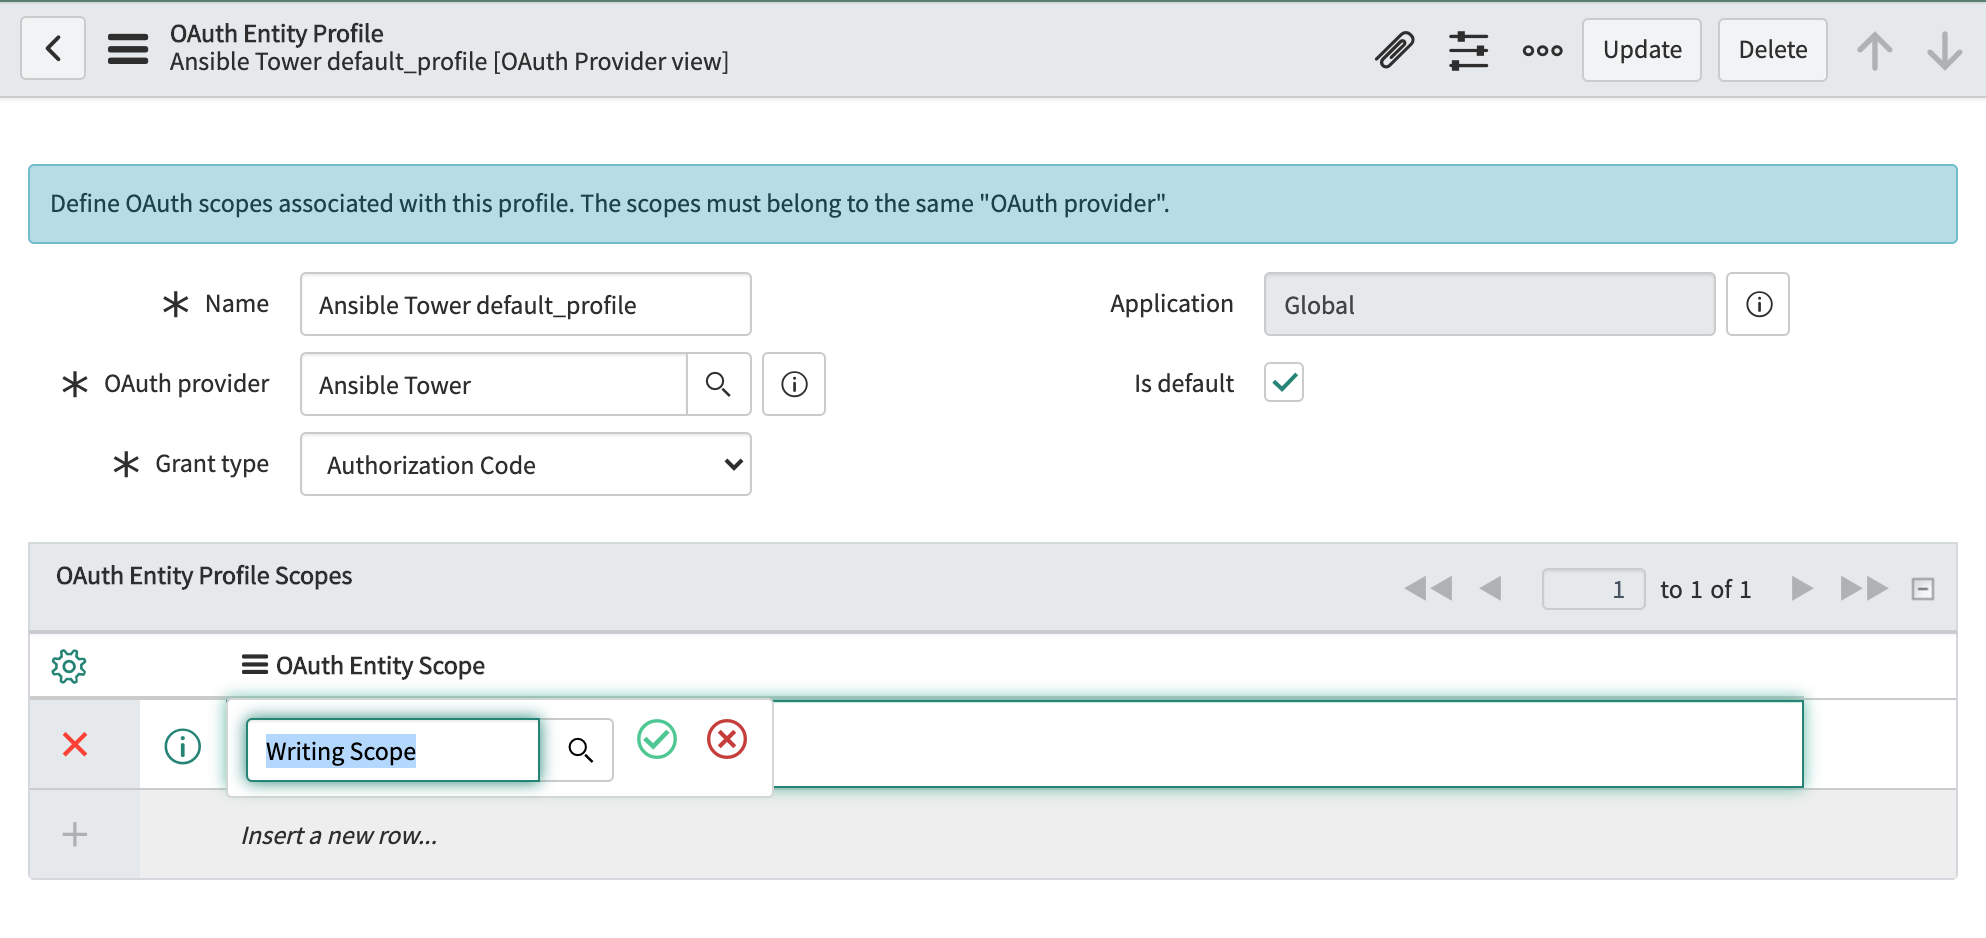 OAuth Entity Profile
Ansible Tower default_profile [OAuth Provider view]
Update
Delete
Define OAuth scopes associated with this profile. The scopes must belong to the same "OAuth provider".
Name
Ansible Tower default_profile
Application
Global
OAuth provider
Ansible Tower
Is default
Grant type
Authorization Code
OAuth Entity Profile Scopes
1 to 1 of 1
OAuth Entity Scope
Writing Scope
Insert a new row...